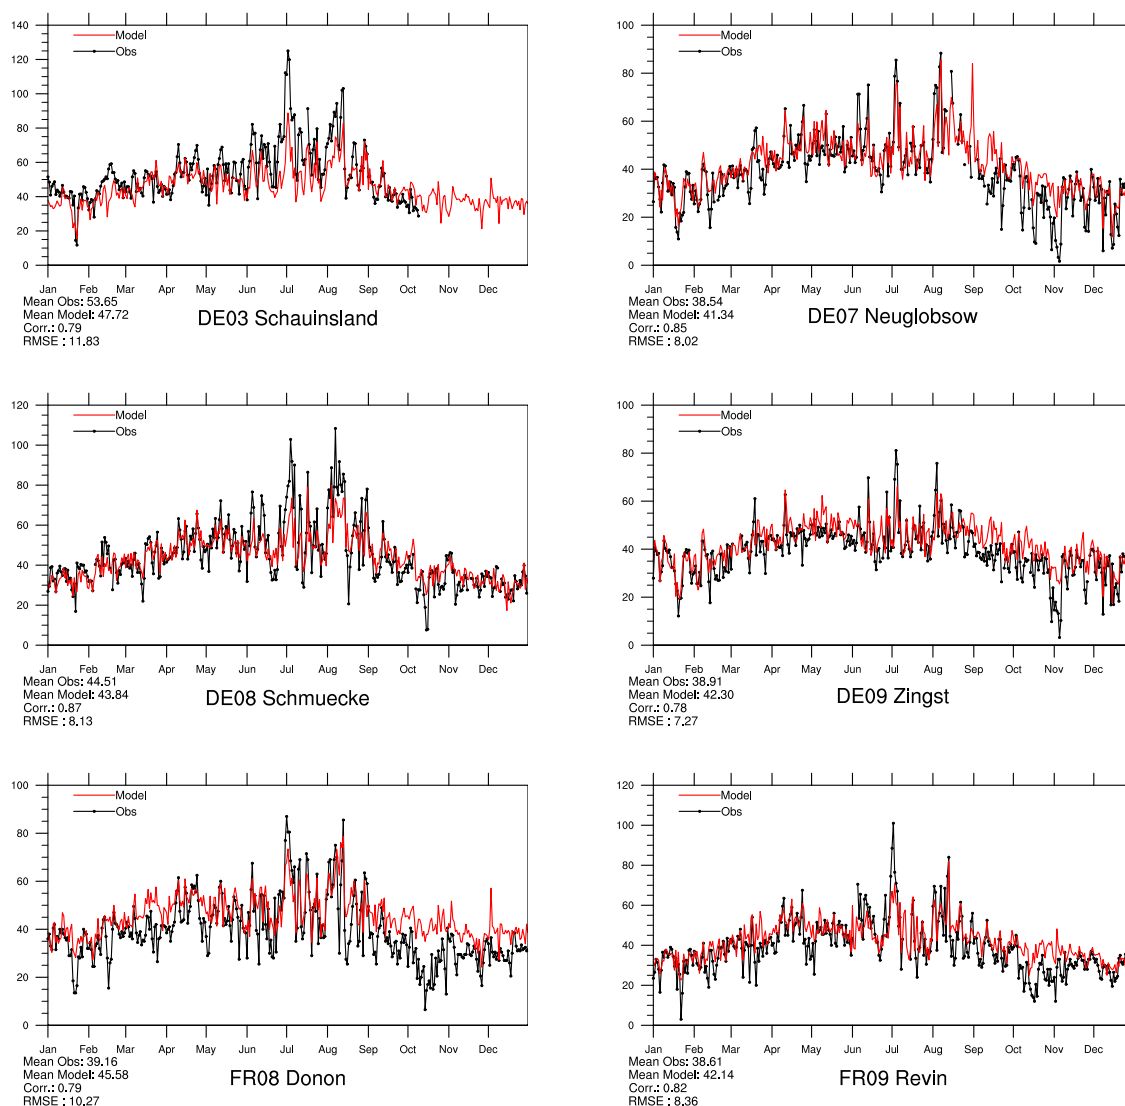 140
120
100
80
60
40
20
0
Model
Obs
Jan Feb Mar Apr May Jun Jul Aug Sep Oct Nov Dec
Mean Obs: 53.65
Mean Model: 47.72
Corr.: 0.79
RMSE : 11.83
DE03 Schauinsland
100
80
60
40
20
0
Model
Obs
Jan Feb Mar Apr May Jun Jul Aug Sep Oct Nov Dec
Mean Obs: 38.54
Mean Model: 41.34
Corr.: 0.85
RMSE : 8.02
DE07 Neuglobsow
120
100
80
60
40
20
0
Model
Obs
Jan Feb Mar Apr May Jun Jul Aug Sep Oct Nov Dec
Mean Obs: 44.51
Mean Model: 43.84
Corr.: 0.87
RMSE : 8.13
DE08 Schmuecke
100
80
60
40
20
0
Model
Obs
Jan Feb Mar Apr May Jun Jul Aug Sep Oct Nov Dec
Mean Obs: 38.91
Mean Model: 42.30
Corr.: 0.78
RMSE : 7.27
DE09 Zingst
100
80
60
40
20
0
Model
Obs
Jan Feb Mar Apr May Jun Jul Aug Sep Oct Nov Dec
Mean Obs: 39.16
Mean Model: 45.58
Corr.: 0.79
RMSE : 10.27
FR08 Donon
120
100
80
60
40
20
0
Model
Obs
Jan Feb Mar Apr May Jun Jul Aug Sep Oct Nov Dec
Mean Obs: 38.61
Mean Model: 42.14
Corr.: 0.82
RMSE : 8.36
FR09 Revin